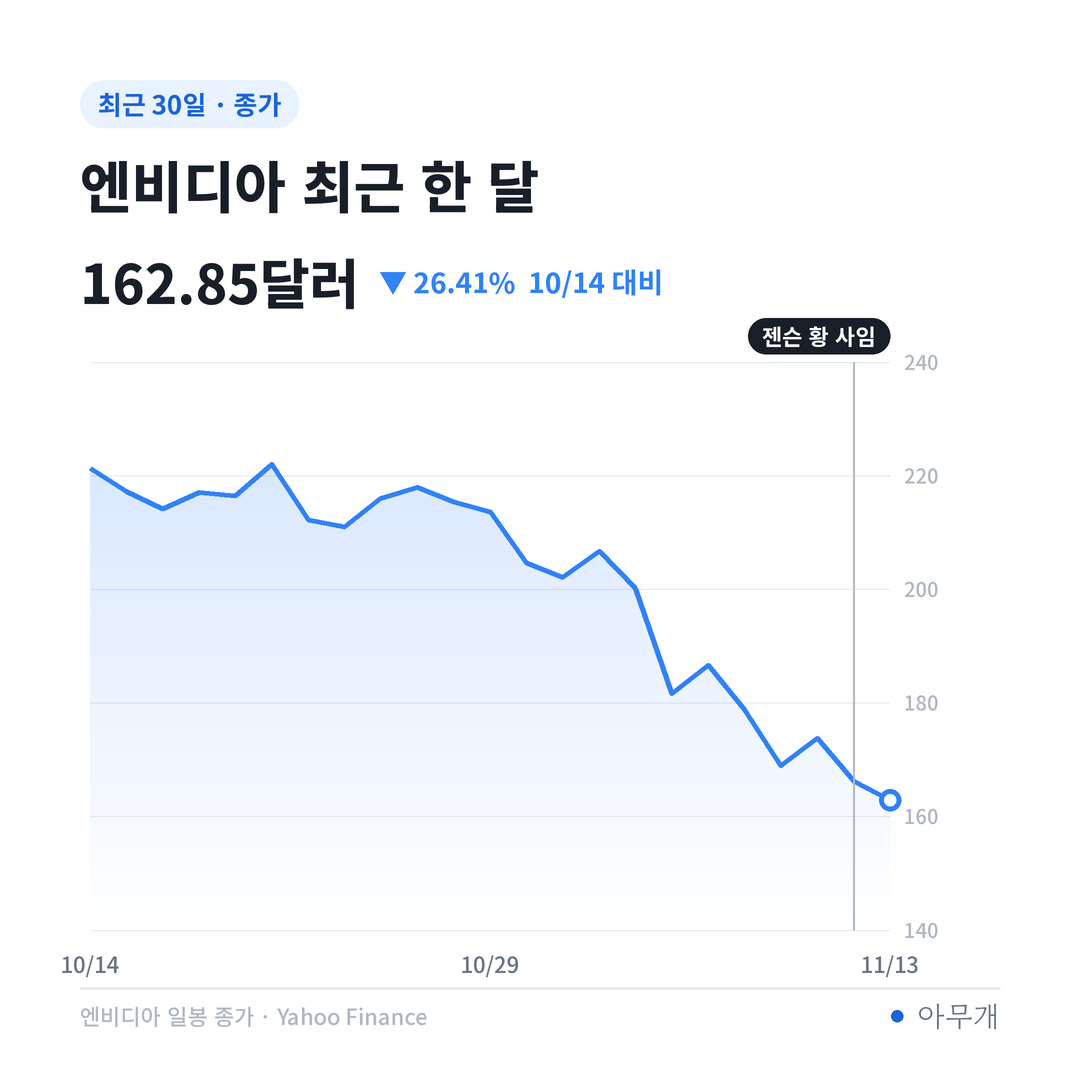 최근 30일 · 종가
엔비디아 최근 한 달
162.85달러 ▼ 26.41% 10/14 대비
젠슨 황 사임
240
220
200
180
160
140
10/14 10/29 11/13
엔비디아 일봉 종가 · Yahoo Finance
아무개